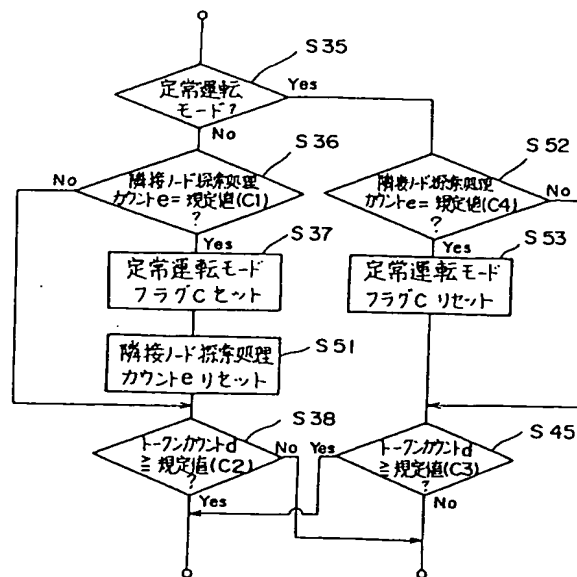 S35
定常運転
モード?
Yes
No
S36
隣接ノード探索処理
カウントe=規定値(C1)
?
No
Yes
S52
隣接ノード探索処理
カウントe=規定値(C4)
?
No
Yes
S37
定常運転モード
フラグCセット
S53
定常運転モード
フラグCリセット
S51
隣接ノード探索処理
カウントeリセット
S38
トークンカウントd
≧規定値(C2)
?
No
Yes
S45
トークンカウントd
≧規定値(C3)
?
Yes
No